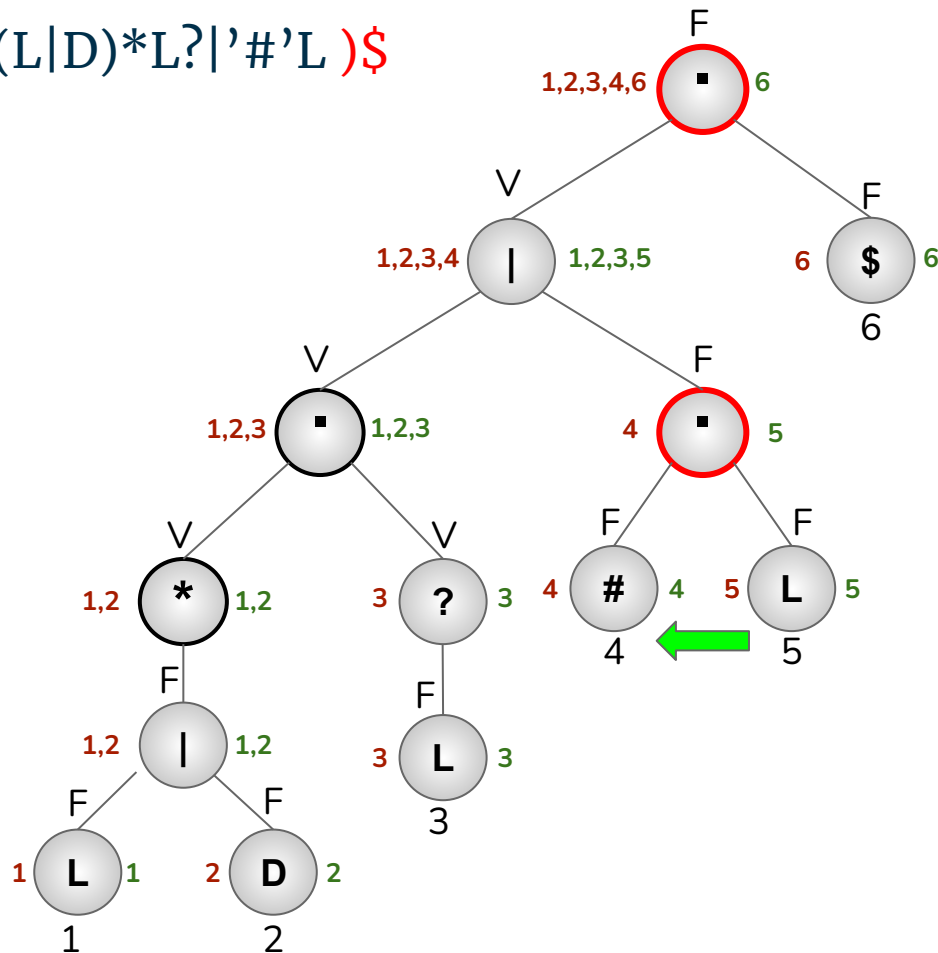 (L|D)*L?|’#’L )$
F
1,2,3,4,6 ▪ 6
V F
1,2,3,4 | 1,2,3,5 6 $ 6
6
V F
1,2,3 ▪ 1,2,3 4 ▪ 5
V V F F
1,2 * 1,2 3 ? 3 4 # 4 5 L 5
4 5
F F
1,2 | 1,2 3 L 3
F F 3
1 L 1 2 D 2
1 2